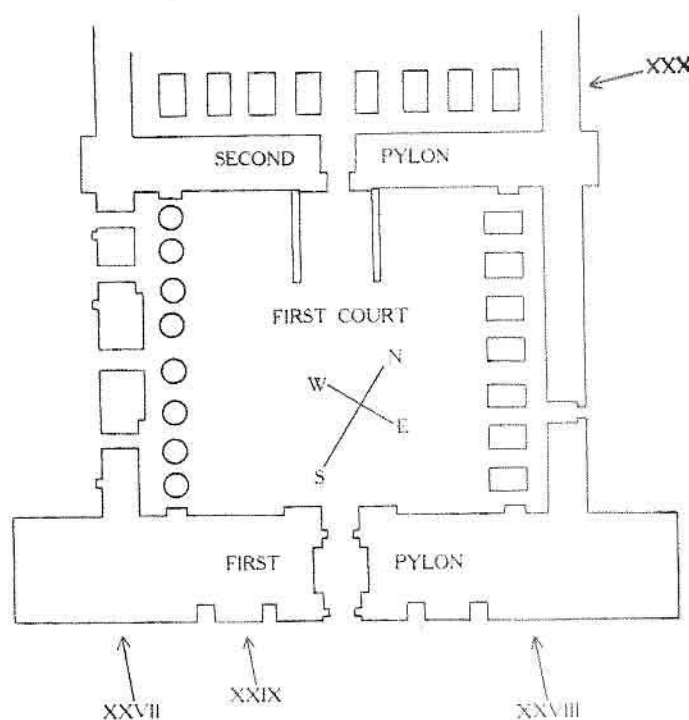 XXX
SECOND PYLON
FIRST COURT
N
W
E
S
FIRST PYLON
XXVII
XXIX
XXVIII